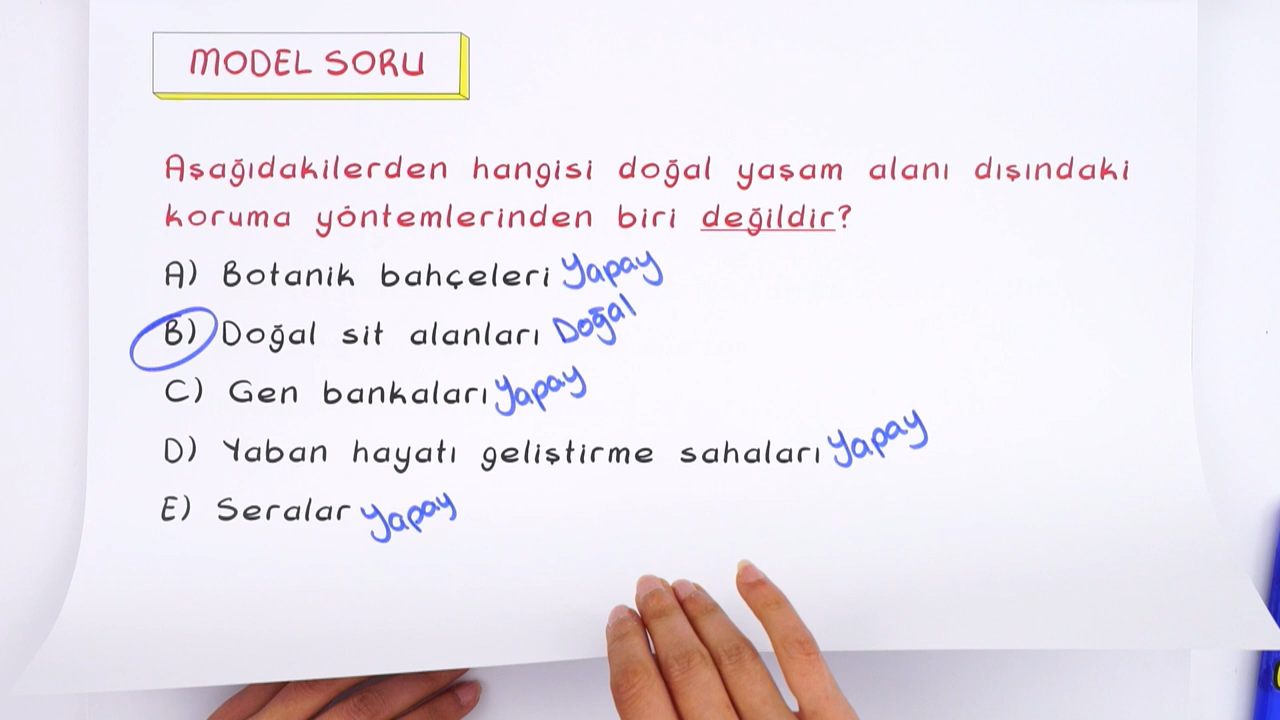 MODEL SORU
Aşağıdakilerden hangisi doğal yaşam alanı dışındaki
koruma yöntemlerinden biri değildir?
A) Botanik bahçeleri Yapay
B) Doğal sit alanları Doğal
C) Gen bankaları Yapay
D) Yaban hayatı geliştirme sahaları Yapay
E) Seralar Yapay